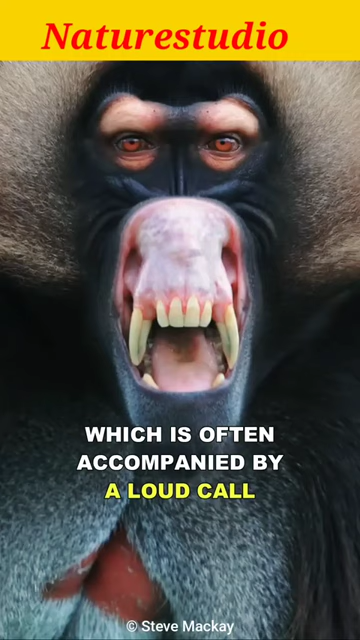 Naturestudio
WHICH IS OFTEN
ACCOMPANIED BY
A LOUD CALL
© Steve Mackay